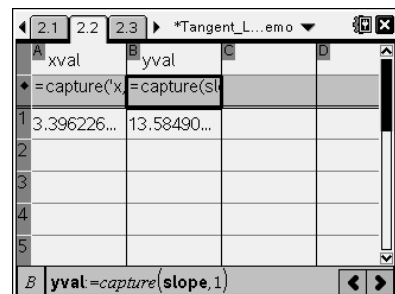 2.1 2.2 2.3 *Tangent_L...emo
A xval B yval C D
=capture('x, =capture(slo
1 3.396226... 13.58490...
2
3
4
5
B yval:=capture(slope,1)